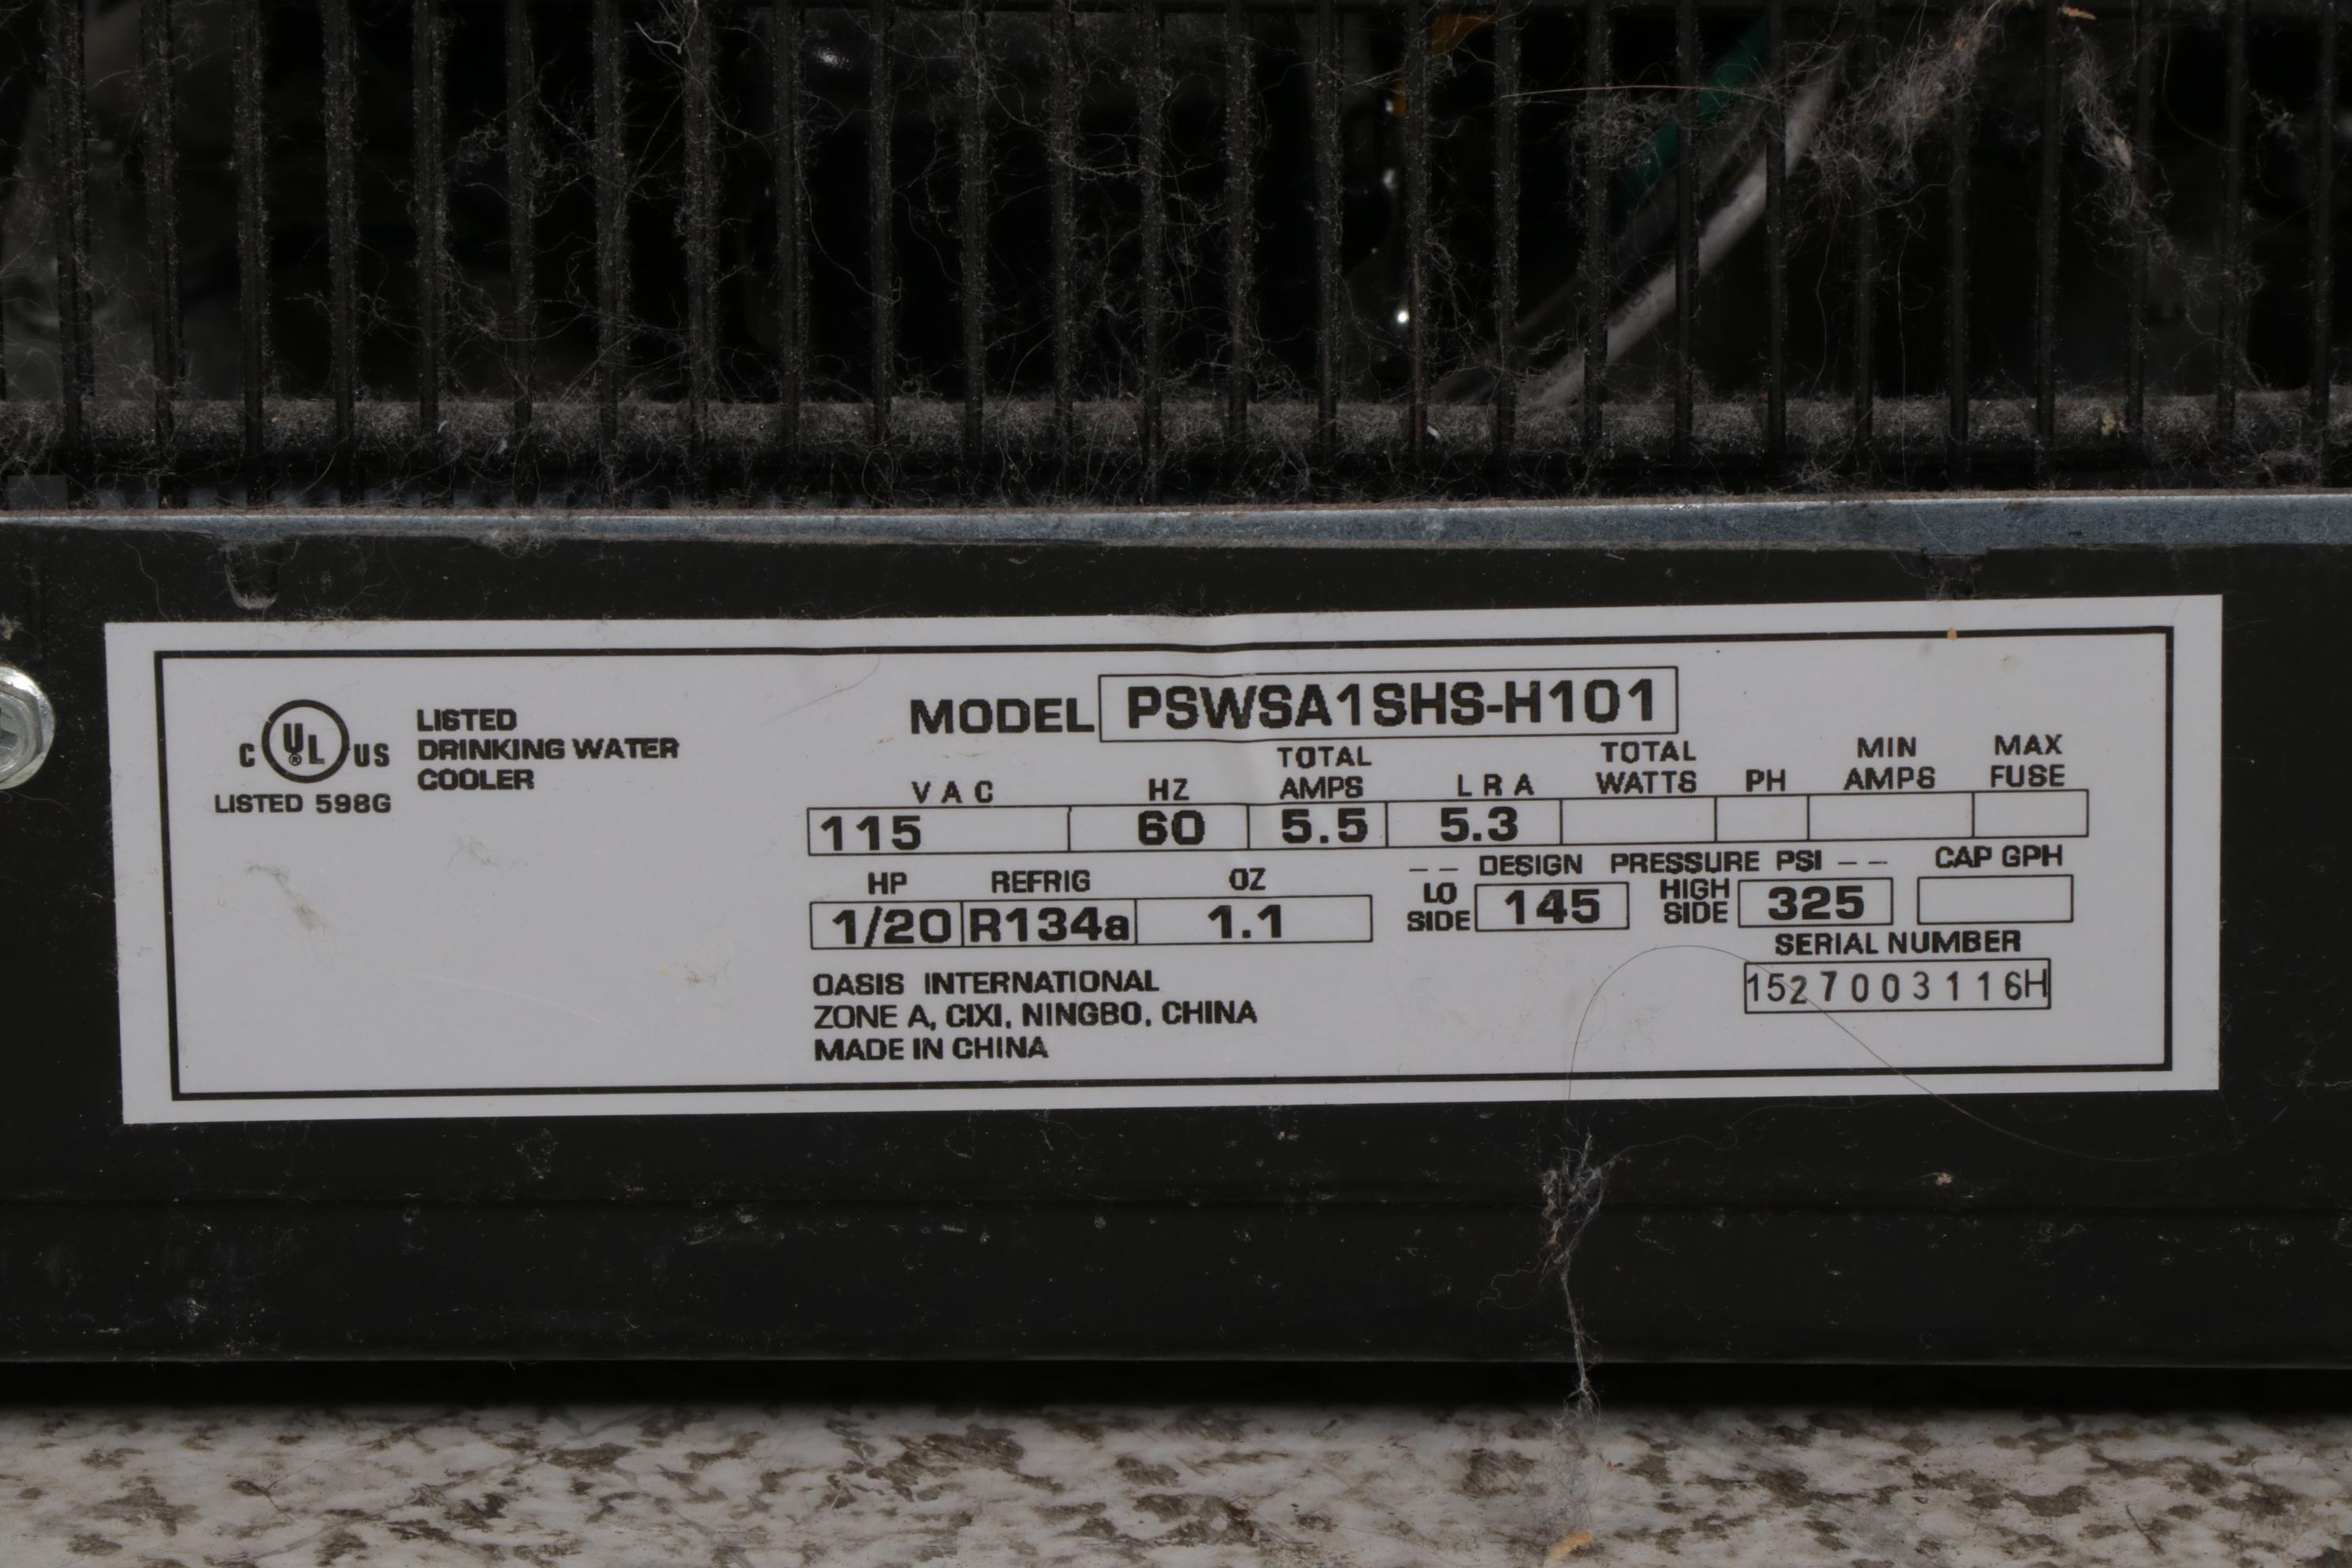 C UL ® US
LISTED 598G
LISTED
DRINKING WATER
COOLER
MODEL PSWSA1SHS-H101
VAC HZ TOTAL AMPS LRA TOTAL WATTS PH MIN AMPS MAX FUSE
115 60 5.5 5.3
HP REFRIG OZ -- DESIGN PRESSURE PSI -- CAP GPH
1/20 R134a 1.1 LO SIDE 145 HIGH SIDE 325
SERIAL NUMBER
1527003116H
OASIS INTERNATIONAL
ZONE A, CIXI, NINGBO, CHINA
MADE IN CHINA